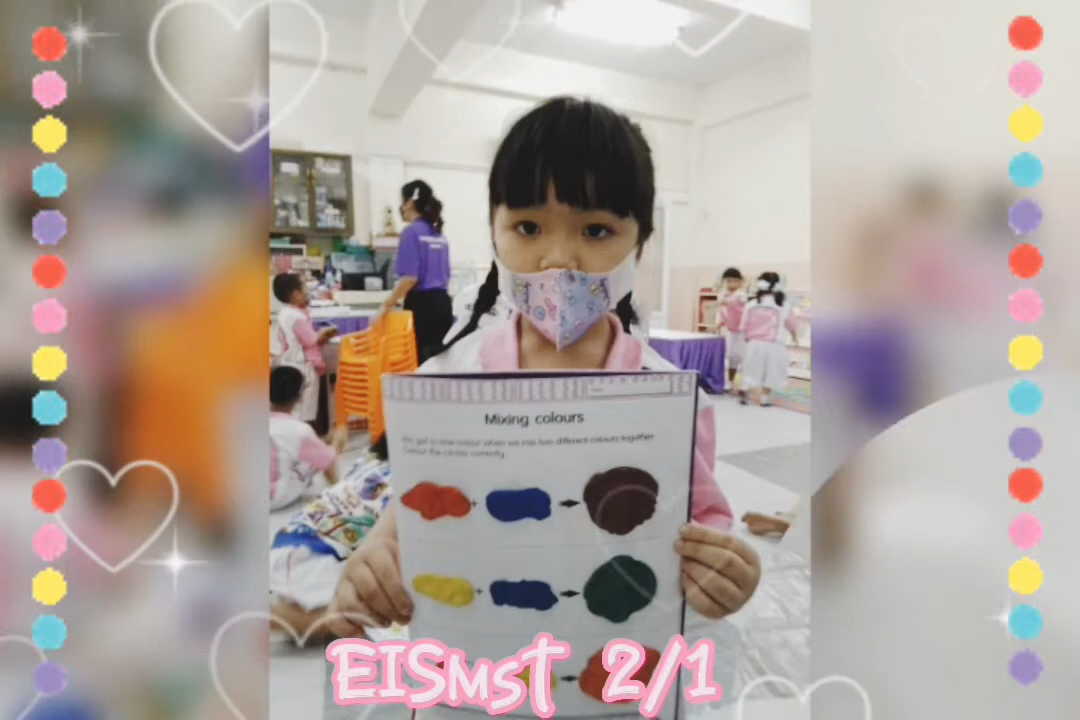 Mixing colours
We get a new colour when we mix two different colours together.
Colour the circles correctly.
EISMST 2/1